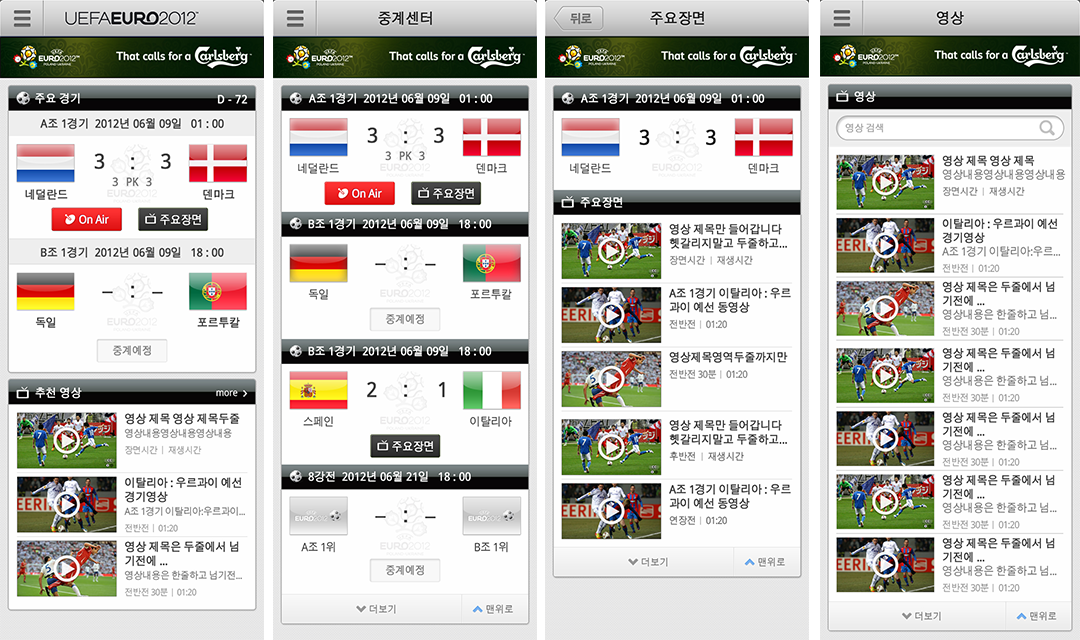 UEFAEURO2012™
EURO2012™
POLAND-UKRAINE
That calls for a Carlsberg
주요 경기
D - 72
A조 1경기 2012년 06월 09일 01 : 00
3 : 3
3 PK 3
네덜란드
덴마크
On Air
주요장면
B조 1경기 2012년 06월 09일 18 : 00
- : -
독일
포르투칼
중계예정
추천 영상
more
영상 제목 영상 제목두줄
영상내용영상내용영상내용
장면시간 | 재생시간
이탈리아 : 우르과이 예선
경기영상
A조 1경기 이탈리아:우르과이...
전반전 | 01:20
영상 제목은 두줄에서 넘
기전에 ...
영상내용은 한줄하고 넘기전...
전반전 30분 | 01:20
중계센터
EURO2012™
POLAND-UKRAINE
That calls for a Carlsberg
A조 1경기 2012년 06월 09일 01 : 00
3 : 3
3 PK 3
네덜란드
덴마크
On Air
주요장면
B조 1경기 2012년 06월 09일 18 : 00
- : -
독일
포르투칼
중계예정
B조 1경기 2012년 06월 09일 18 : 00
2 : 1
스페인
이탈리아
주요장면
8강전 2012년 06월 21일 18 : 00
EURO2012
- : -
EURO2012
A조 1위
B조 1위
중계예정
더보기
맨위로
뒤로
주요장면
EURO2012™
POLAND-UKRAINE
That calls for a Carlsberg
A조 1경기 2012년 06월 09일 01 : 00
3 : 3
네덜란드
덴마크
주요장면
영상 제목만 들어갑니다
헷갈리지말고 두줄하고...
장면시간 | 재생시간
A조 1경기 이탈리아 : 우르
과이 예선 동영상
전반전 | 01:20
영상제목영역두줄까지만
전반전 30분 | 01:20
영상 제목만 들어갑니다
헷갈리지말고 두줄하고...
후반전 | 재생시간
A조 1경기 이탈리아 : 우르
과이 예선 동영상
연장전 | 01:20
더보기
맨위로
영상
EURO2012™
POLAND-UKRAINE
That calls for a Carlsberg
영상
영상 검색
영상 제목 영상 제목
영상내용영상내용영상내용
장면시간 | 재생시간
이탈리아 : 우르과이 예선
경기영상
A조 1경기 이탈리아:우르...
전반전 | 01:20
영상 제목은 두줄에서 넘
기전에 ...
영상내용은 한줄하고 넘...
전반전 30분 | 01:20
영상 제목은 두줄에서 넘
기전에 ...
영상내용은 한줄하고 넘...
전반전 30분 | 01:20
영상 제목은 두줄에서 넘
기전에 ...
영상내용은 한줄하고 넘...
전반전 30분 | 01:20
영상 제목은 두줄에서 넘
기전에 ...
영상내용은 한줄하고 넘...
전반전 30분 | 01:20
영상 제목은 두줄에서 넘
기전에 ...
영상내용은 한줄하고 넘...
전반전 30분 | 01:20
더보기
맨위로